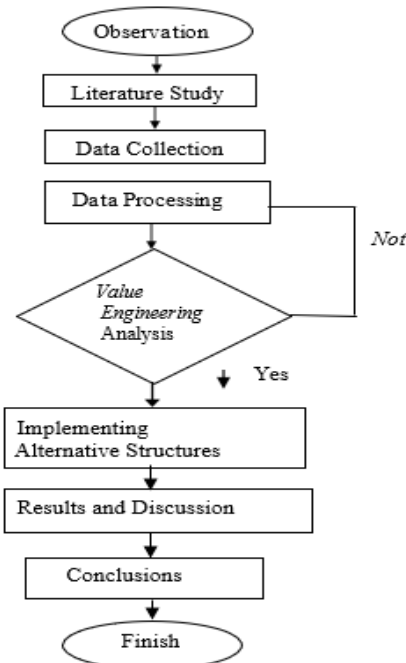 Observation
Literature Study
Data Collection
Data Processing
Not
Value
Engineering
Analysis
Yes
Implementing
Alternative Structures
Results and Discussion
Conclusions
Finish